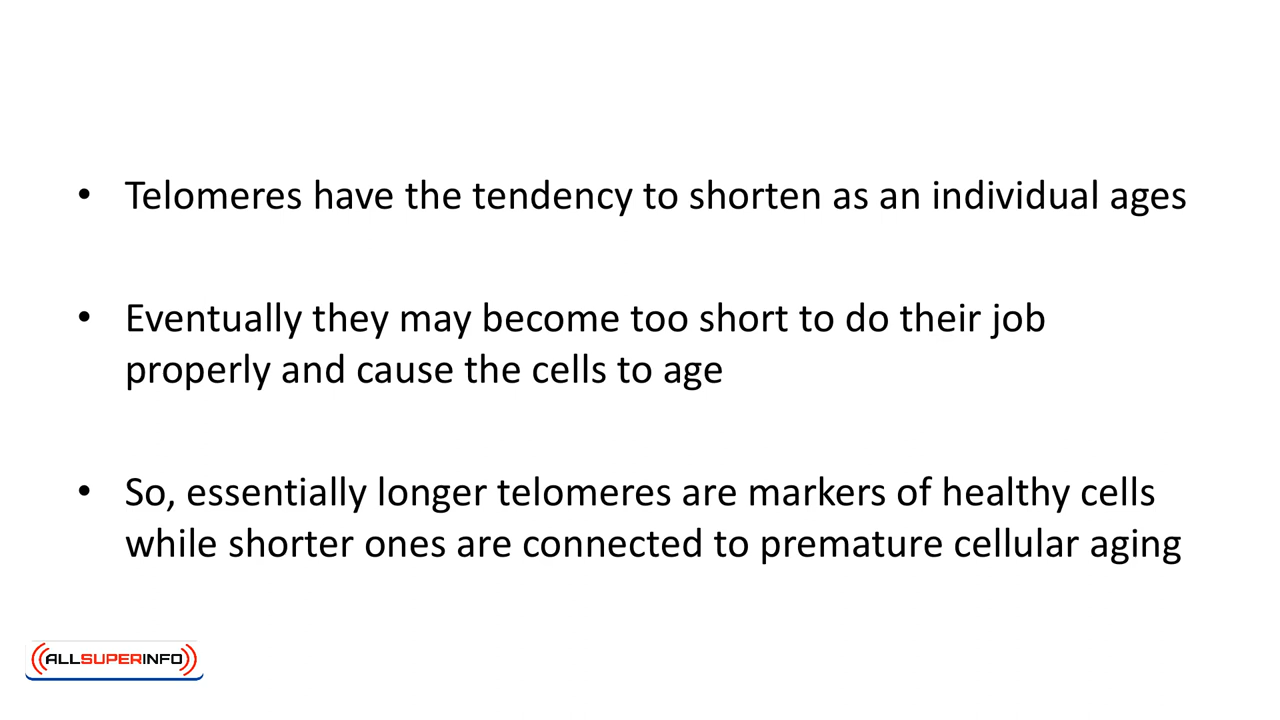 • Telomeres have the tendency to shorten as an individual ages
• Eventually they may become too short to do their job
properly and cause the cells to age
• So, essentially longer telomeres are markers of healthy cells
while shorter ones are connected to premature cellular aging
ALLSUPERINFO